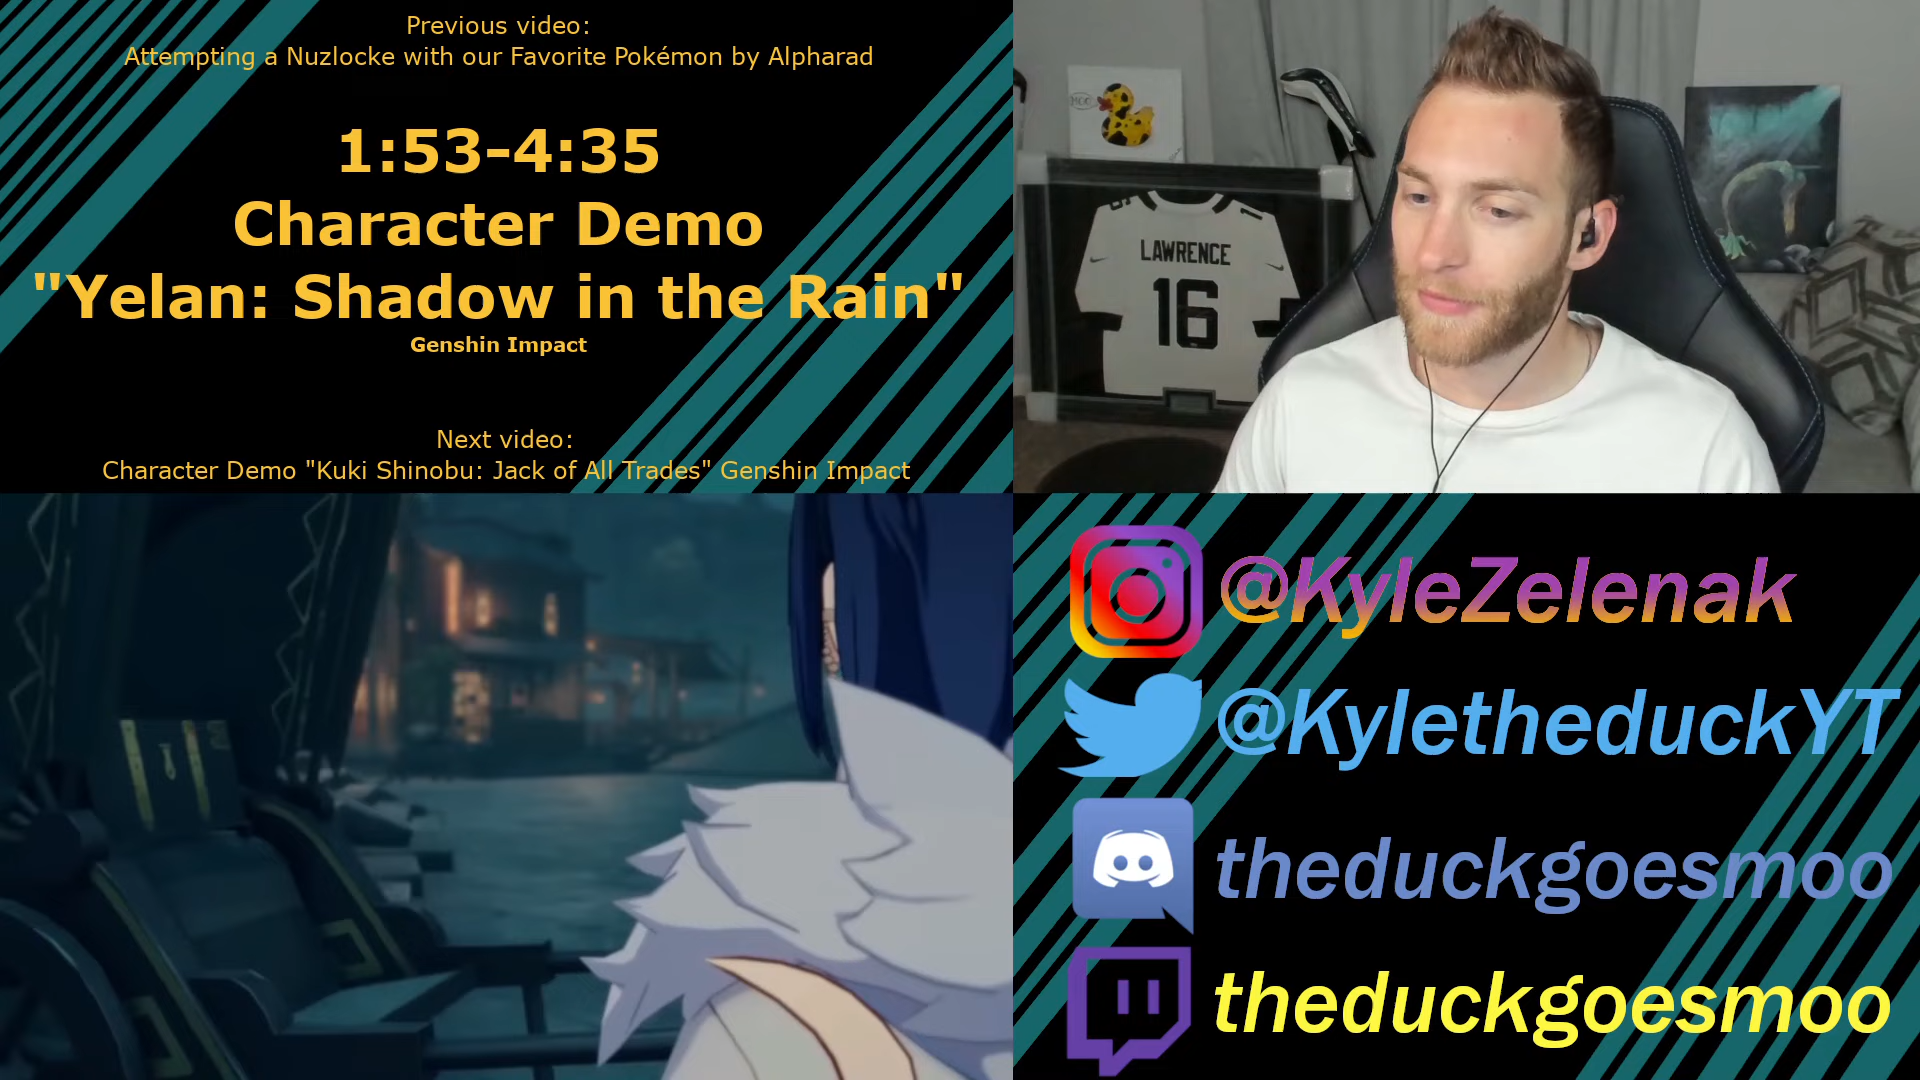 Previous video:
Attempting a Nuzlocke with our Favorite Pokémon by Alpharad
1:53-4:35
Character Demo
"Yelan: Shadow in the Rain"
Genshin Impact
Next video:
Character Demo "Kuki Shinobu: Jack of All Trades" Genshin Impact
MOO
LAWRENCE
16
@KyleZelenak
@KyletheduckYT
theduckgoesmoo
theduckgoesmoo